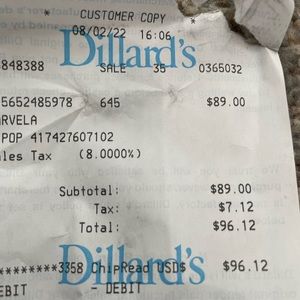 * CUSTOMER COPY *
08/02/22 16:06
Dillard's
848388 SALE 35 0365032
5652485978 645 $89.00
ARVELA
POP 417427607102
les Tax (8.0000%)
Subtotal: $89.00
Tax: $7.12
Total: $96.12
Dillard's
********3358 ChipRead USD$ $96.12
EBIT - DEBIT